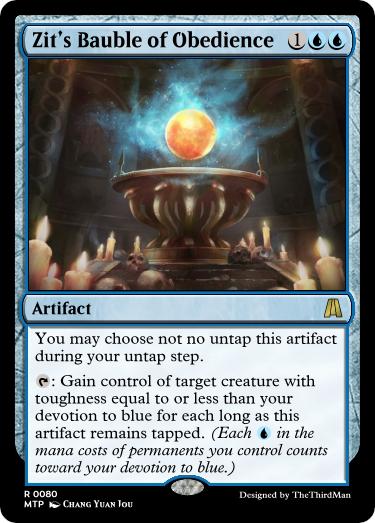 Zit's Bauble of Obedience 1
Artifact
You may choose not no untap this artifact
during your untap step.
: Gain control of target creature with
toughness equal to or less than your
devotion to blue for each long as this
artifact remains tapped. (Each in the
mana costs of permanents you control counts
toward your devotion to blue.)
R 0080
MTP Chang Yuan Jou
Designed by TheThirdMan